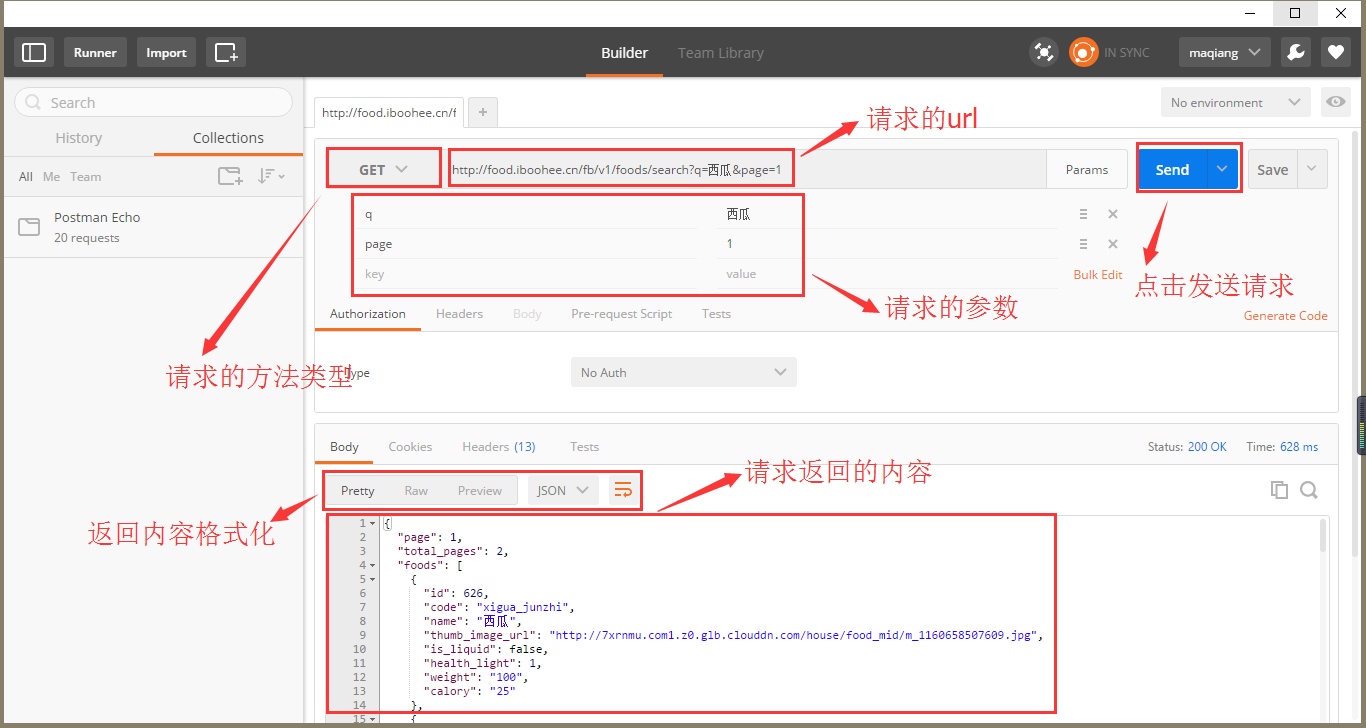 Runner Import Builder Team Library IN SYNC maqiang
Search
History Collections
All Me Team
Postman Echo
20 requests
http://food.iboohee.cn/f + No environment
请求的url
GET http://food.iboohee.cn/fb/v1/foods/search?q=西瓜&page=1 Params Send Save
q 西瓜
page 1
key value Bulk Edit
点击发送请求
请求的参数
Authorization Headers Body Pre-request Script Tests Generate Code
请求的方法类型
Type No Auth
Body Cookies Headers (13) Tests Status: 200 OK Time: 628 ms
请求返回的内容
Pretty Raw Preview JSON
返回内容格式化
1 {
2 "page": 1,
3 "total_pages": 2,
4 "foods": [
5 {
6 "id": 626,
7 "code": "xigua_junzhi",
8 "name": "西瓜",
9 "thumb_image_url": "http://7xrnmu.com1.z0.glb.clouddn.com/house/food_mid/m_1160658507609.jpg",
10 "is_liquid": false,
11 "health_light": 1,
12 "weight": "100",
13 "calory": "25"
14 },
15 {